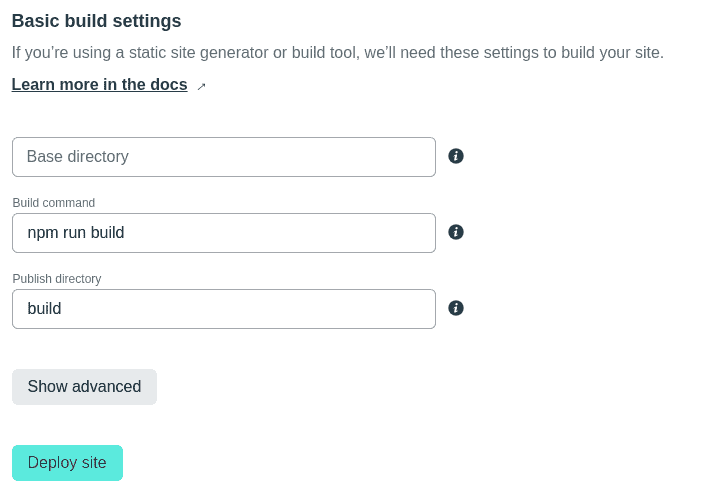 Basic build settings
If you’re using a static site generator or build tool, we’ll need these settings to build your site.
Learn more in the docs ↗
Base directory
Build command
npm run build
Publish directory
build
Show advanced
Deploy site